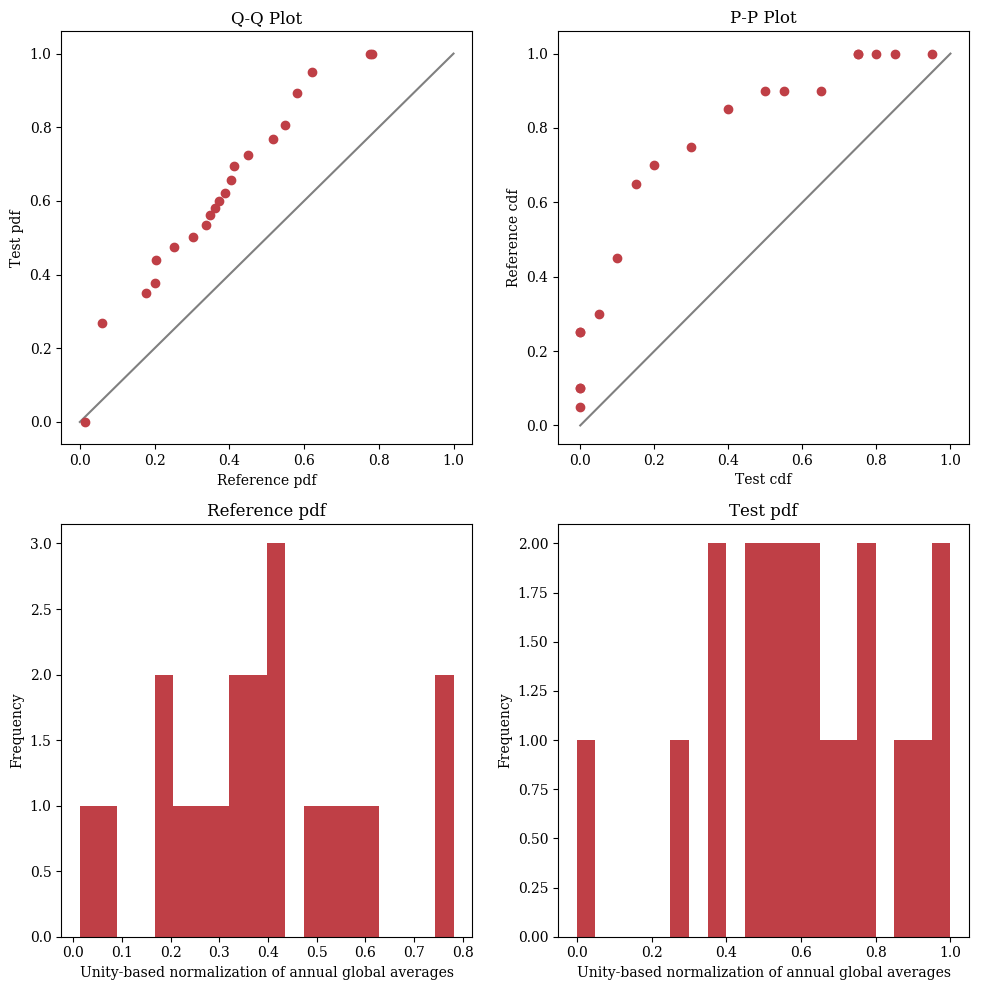 Q-Q Plot
Test pdf
1.0
0.8
0.6
0.4
0.2
0.0
0.0 0.2 0.4 0.6 0.8 1.0
Reference pdf
P-P Plot
Reference cdf
1.0
0.8
0.6
0.4
0.2
0.0
0.0 0.2 0.4 0.6 0.8 1.0
Test cdf
Reference pdf
Frequency
3.0
2.5
2.0
1.5
1.0
0.5
0.0
0.0 0.1 0.2 0.3 0.4 0.5 0.6 0.7 0.8
Unity-based normalization of annual global averages
Test pdf
Frequency
2.00
1.75
1.50
1.25
1.00
0.75
0.50
0.25
0.00
0.0 0.2 0.4 0.6 0.8 1.0
Unity-based normalization of annual global averages